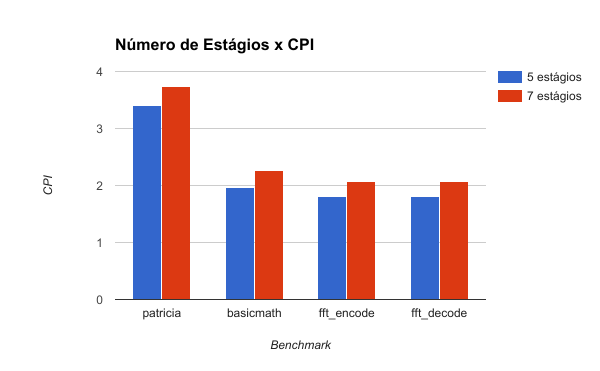 Número de Estágios x CPI
5 estágios
7 estágios
4
3
2
1
0
CPI
patricia
basicmath
fft_encode
fft_decode
Benchmark